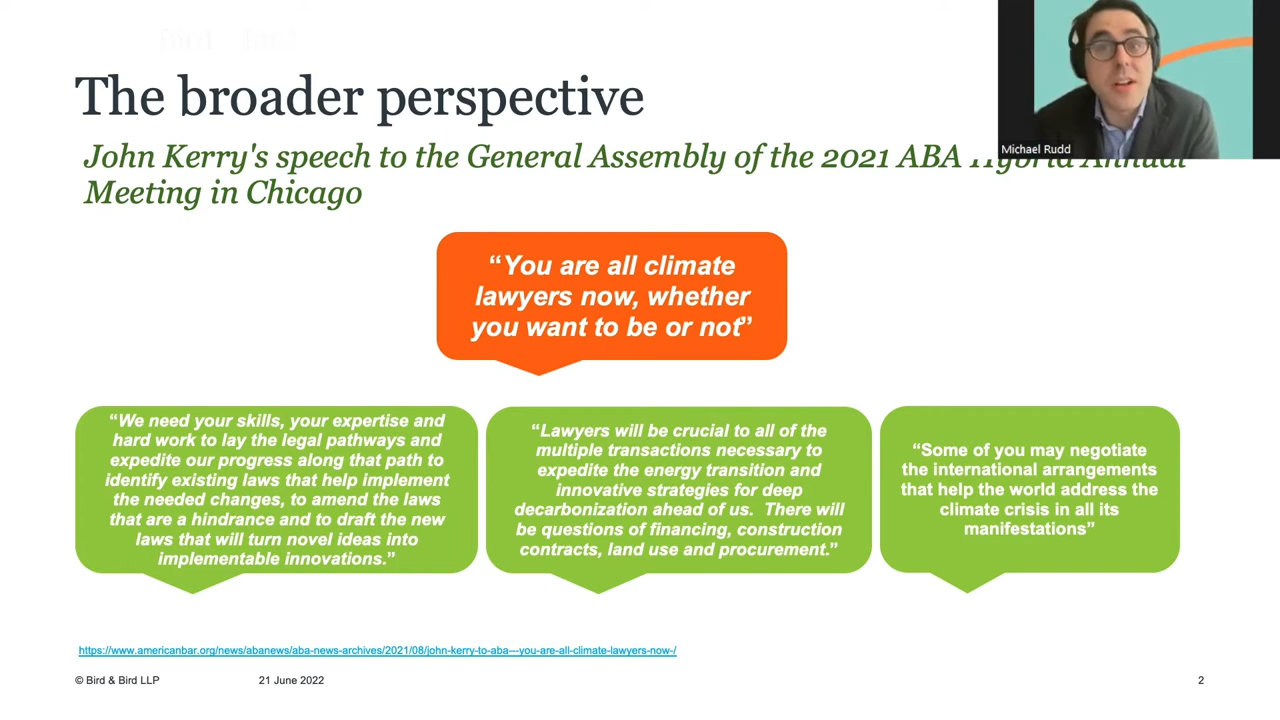 The broader perspective
John Kerry's speech to the General Assembly of the 2021 ABA Hybrid Annual
Meeting in Chicago
Michael Rudd
“You are all climate
lawyers now, whether
you want to be or not”
“We need your skills, your expertise and
hard work to lay the legal pathways and
expedite our progress along that path to
identify existing laws that help implement
the needed changes, to amend the laws
that are a hindrance and to draft the new
laws that will turn novel ideas into
implementable innovations.”
“Lawyers will be crucial to all of the
multiple transactions necessary to
expedite the energy transition and
innovative strategies for deep
decarbonization ahead of us. There will
be questions of financing, construction
contracts, land use and procurement.”
“Some of you may negotiate
the international arrangements
that help the world address the
climate crisis in all its
manifestations”
https://www.americanbar.org/news/abanews/aba-news-archives/2021/08/john-kerry-to-aba---you-are-all-climate-lawyers-now-/
© Bird & Bird LLP 21 June 2022 2